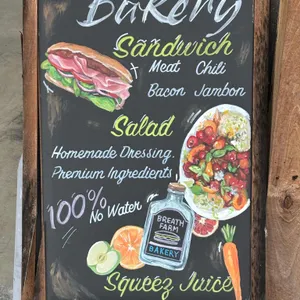 Bakery
Sandwich
Meat Chili
Bacon Jambon
Salad
Homemade Dressing.
Premium Ingredients
100%
No Water
BREATH
FARM
BAKERY
Squeez Juice